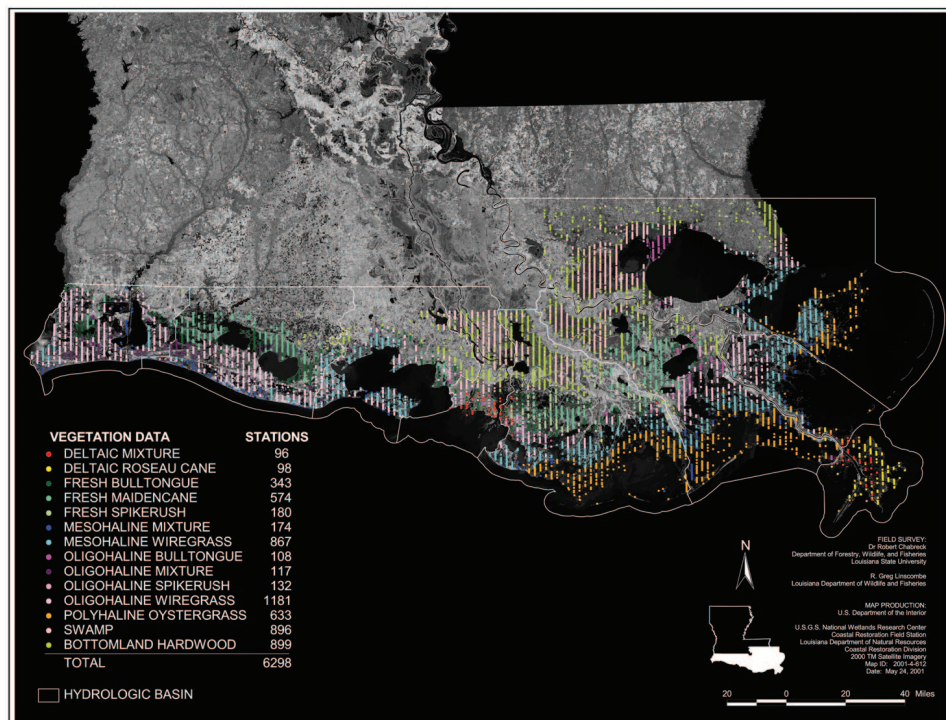 VEGETATION DATA STATIONS
DELTAIC MIXTURE 96
DELTAIC ROSEAU CANE 98
FRESH BULLTONGUE 343
FRESH MAIDENCANE 574
FRESH SPIKERUSH 180
MESOHALINE MIXTURE 174
MESOHALINE WIREGRASS 867
OLIGOHALINE BULLTONGUE 108
OLIGOHALINE MIXTURE 117
OLIGOHALINE SPIKERUSH 132
OLIGOHALINE WIREGRASS 1181
POLYHALINE OYSTERGRASS 633
SWAMP 896
BOTTOMLAND HARDWOOD 899
TOTAL 6298
HYDROLOGIC BASIN
N
FIELD SURVEY:
Dr Robert Chabreck
Department of Forestry, Wildlife, and Fisheries
Louisiana State University
R. Greg Linscombe
Louisiana Department of Wildlife and Fisheries
MAP PRODUCTION:
U.S. Department of the Interior
U.S.G.S. National Wetlands Research Center
Coastal Restoration Field Station
Louisiana Department of Natural Resources
Coastal Restoration Division
2000 TM Satellite Imagery
Map ID: 2001-4-612
Date: May 24, 2001
20 0 20 40 Miles